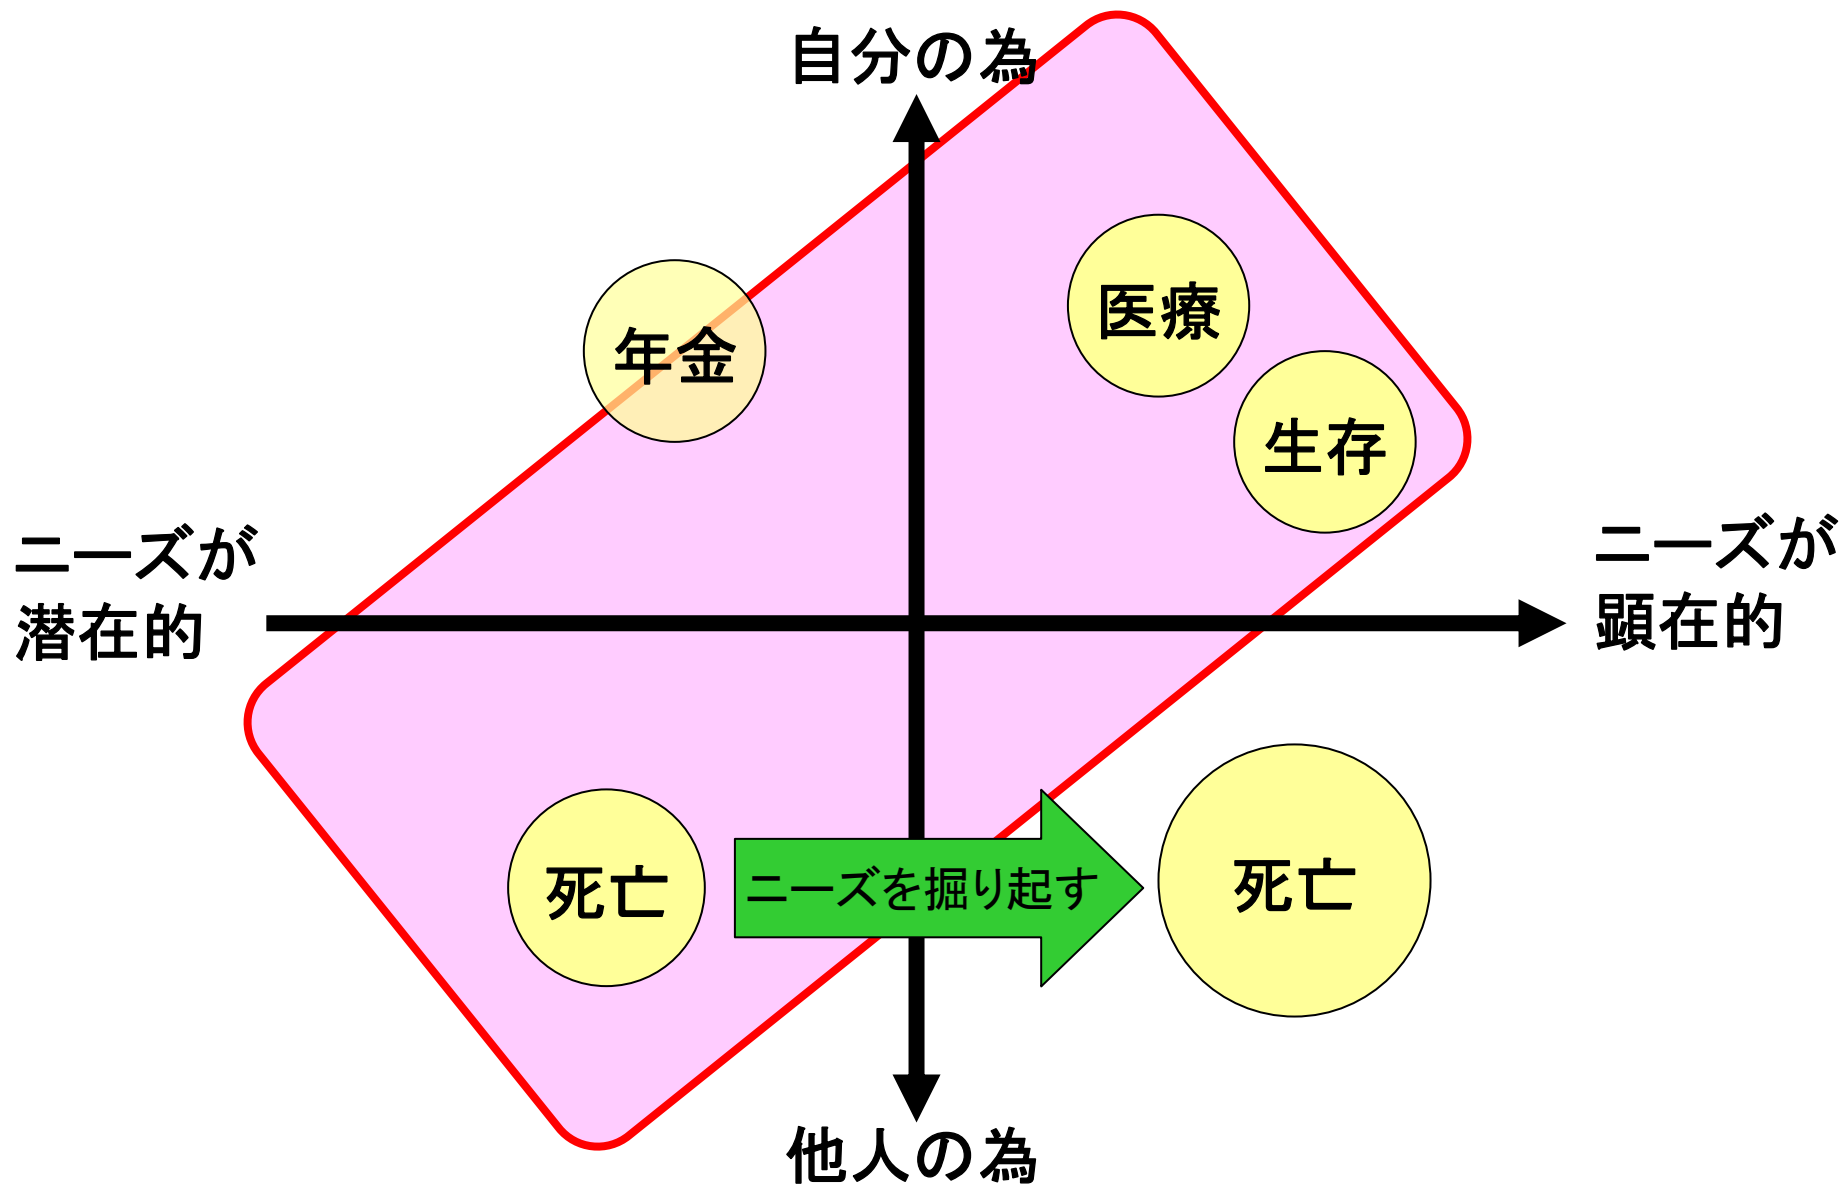 自分の為
医療
年金
生存
ニーズが
潜在的
ニーズが
顕在的
死亡
ニーズを掘り起す
死亡
他人の為